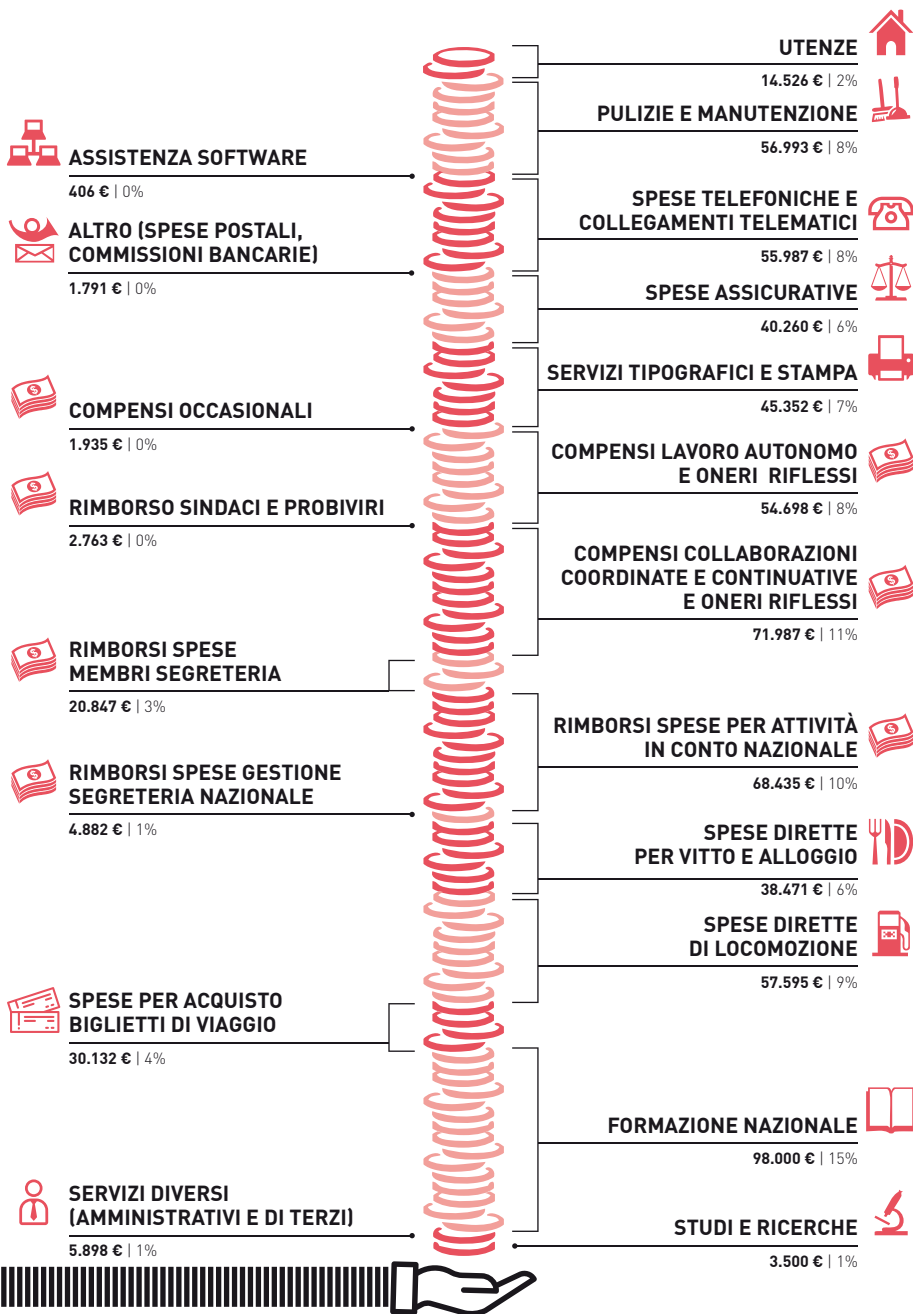 UTENZE
14.526 € | 2%
PULIZIE E MANUTENZIONE
56.993 € | 8%
ASSISTENZA SOFTWARE
406 € | 0%
SPESE TELEFONICHE E
COLLEGAMENTI TELEMATICI
55.987 € | 8%
ALTRO (SPESE POSTALI,
COMMISSIONI BANCARIE)
1.791 € | 0%
SPESE ASSICURATIVE
40.260 € | 6%
SERVIZI TIPOGRAFICI E STAMPA
45.352 € | 7%
COMPENSI OCCASIONALI
1.935 € | 0%
COMPENSI LAVORO AUTONOMO
E ONERI RIFLESSI
54.698 € | 8%
RIMBORSO SINDACI E PROBIVIRI
2.763 € | 0%
COMPENSI COLLABORAZIONI
COORDINATE E CONTINUATIVE
E ONERI RIFLESSI
71.987 € | 11%
RIMBORSI SPESE
MEMBRI SEGRETERIA
20.847 € | 3%
RIMBORSI SPESE PER ATTIVITÀ
IN CONTO NAZIONALE
68.435 € | 10%
RIMBORSI SPESE GESTIONE
SEGRETERIA NAZIONALE
4.882 € | 1%
SPESE DIRETTE
PER VITTO E ALLOGGIO
38.471 € | 6%
SPESE DIRETTE
DI LOCOMOZIONE
57.595 € | 9%
SPESE PER ACQUISTO
BIGLIETTI DI VIAGGIO
30.132 € | 4%
FORMAZIONE NAZIONALE
98.000 € | 15%
SERVIZI DIVERSI
(AMMINISTRATIVI E DI TERZI)
5.898 € | 1%
STUDI E RICERCHE
3.500 € | 1%